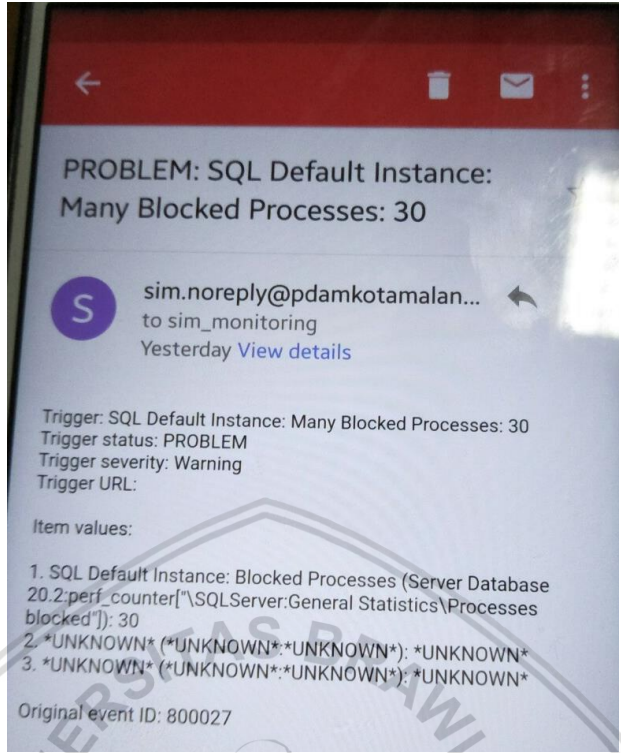 PROBLEM: SQL Default Instance:
Many Blocked Processes: 30
S
sim.noreply@pdamkotamalan...
to sim_monitoring
Yesterday View details
Trigger: SQL Default Instance: Many Blocked Processes: 30
Trigger status: PROBLEM
Trigger severity: Warning
Trigger URL:
Item values:
1. SQL Default Instance: Blocked Processes (Server Database
20.2:perf_counter["\SQLServer:General Statistics\Processes
blocked"]): 30
2. *UNKNOWN* (*UNKNOWN*:*UNKNOWN*): *UNKNOWN*
3. *UNKNOWN* (*UNKNOWN*:*UNKNOWN*): *UNKNOWN*
Original event ID: 800027
ERSITAS BRAWI